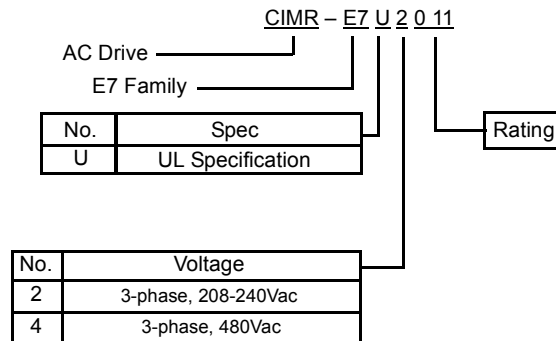 CIMR – E7 U 2 0 11
AC Drive
E7 Family
No. Spec
U UL Specification
Rating
No. Voltage
2 3-phase, 208-240Vac
4 3-phase, 480Vac